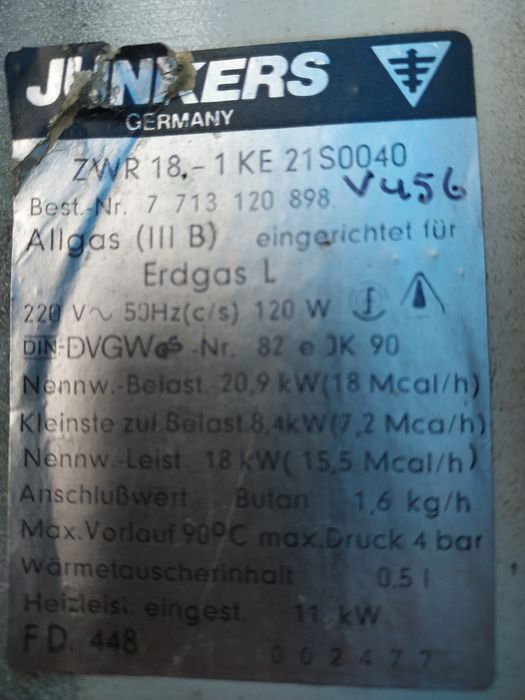 JUNKERS
GERMANY
ZWR 18.-1 KE 21S0040
Best.-Nr. 7 713 120 898 V456
Allgas (III B) eingerichtet für
Erdgas L
220 V~ 50Hz(c/s) 120 W
DIN-DVGW GS -Nr. 82 e JK 90
Nennw.-Belast. 20,9 kW(18 Mcal/h)
Kleinste zul.Belast.8,4kW(7,2 Mca/h)
Nennw.-Leist 18 kW( 15,5 Mcal/h)
Anschlußwert Butan 1,6 kg/h
Max.Vorlauf 90°C max.Druck 4 bar
Wärmetauscherinhalt 0.5 l
Heizleist. eingest. 11 kW
FD. 448
002477